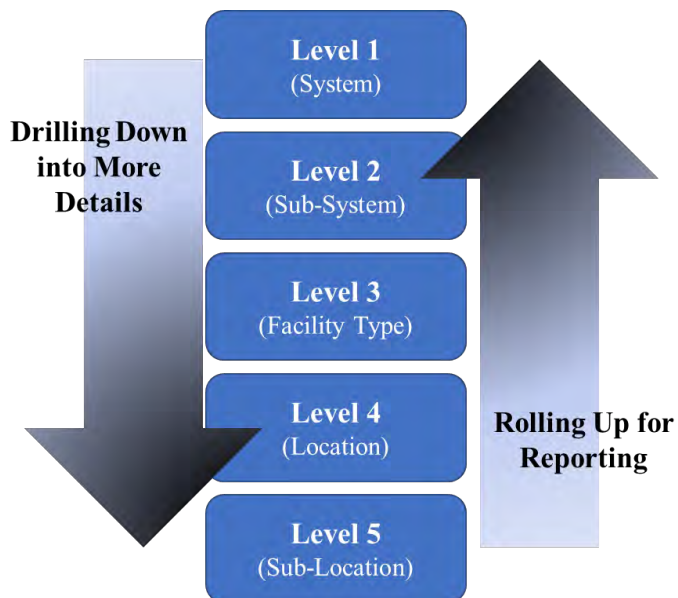 Level 1
(System)
Drilling Down
into More
Details
Level 2
(Sub-System)
Level 3
(Facility Type)
Level 4
(Location)
Rolling Up for
Reporting
Level 5
(Sub-Location)